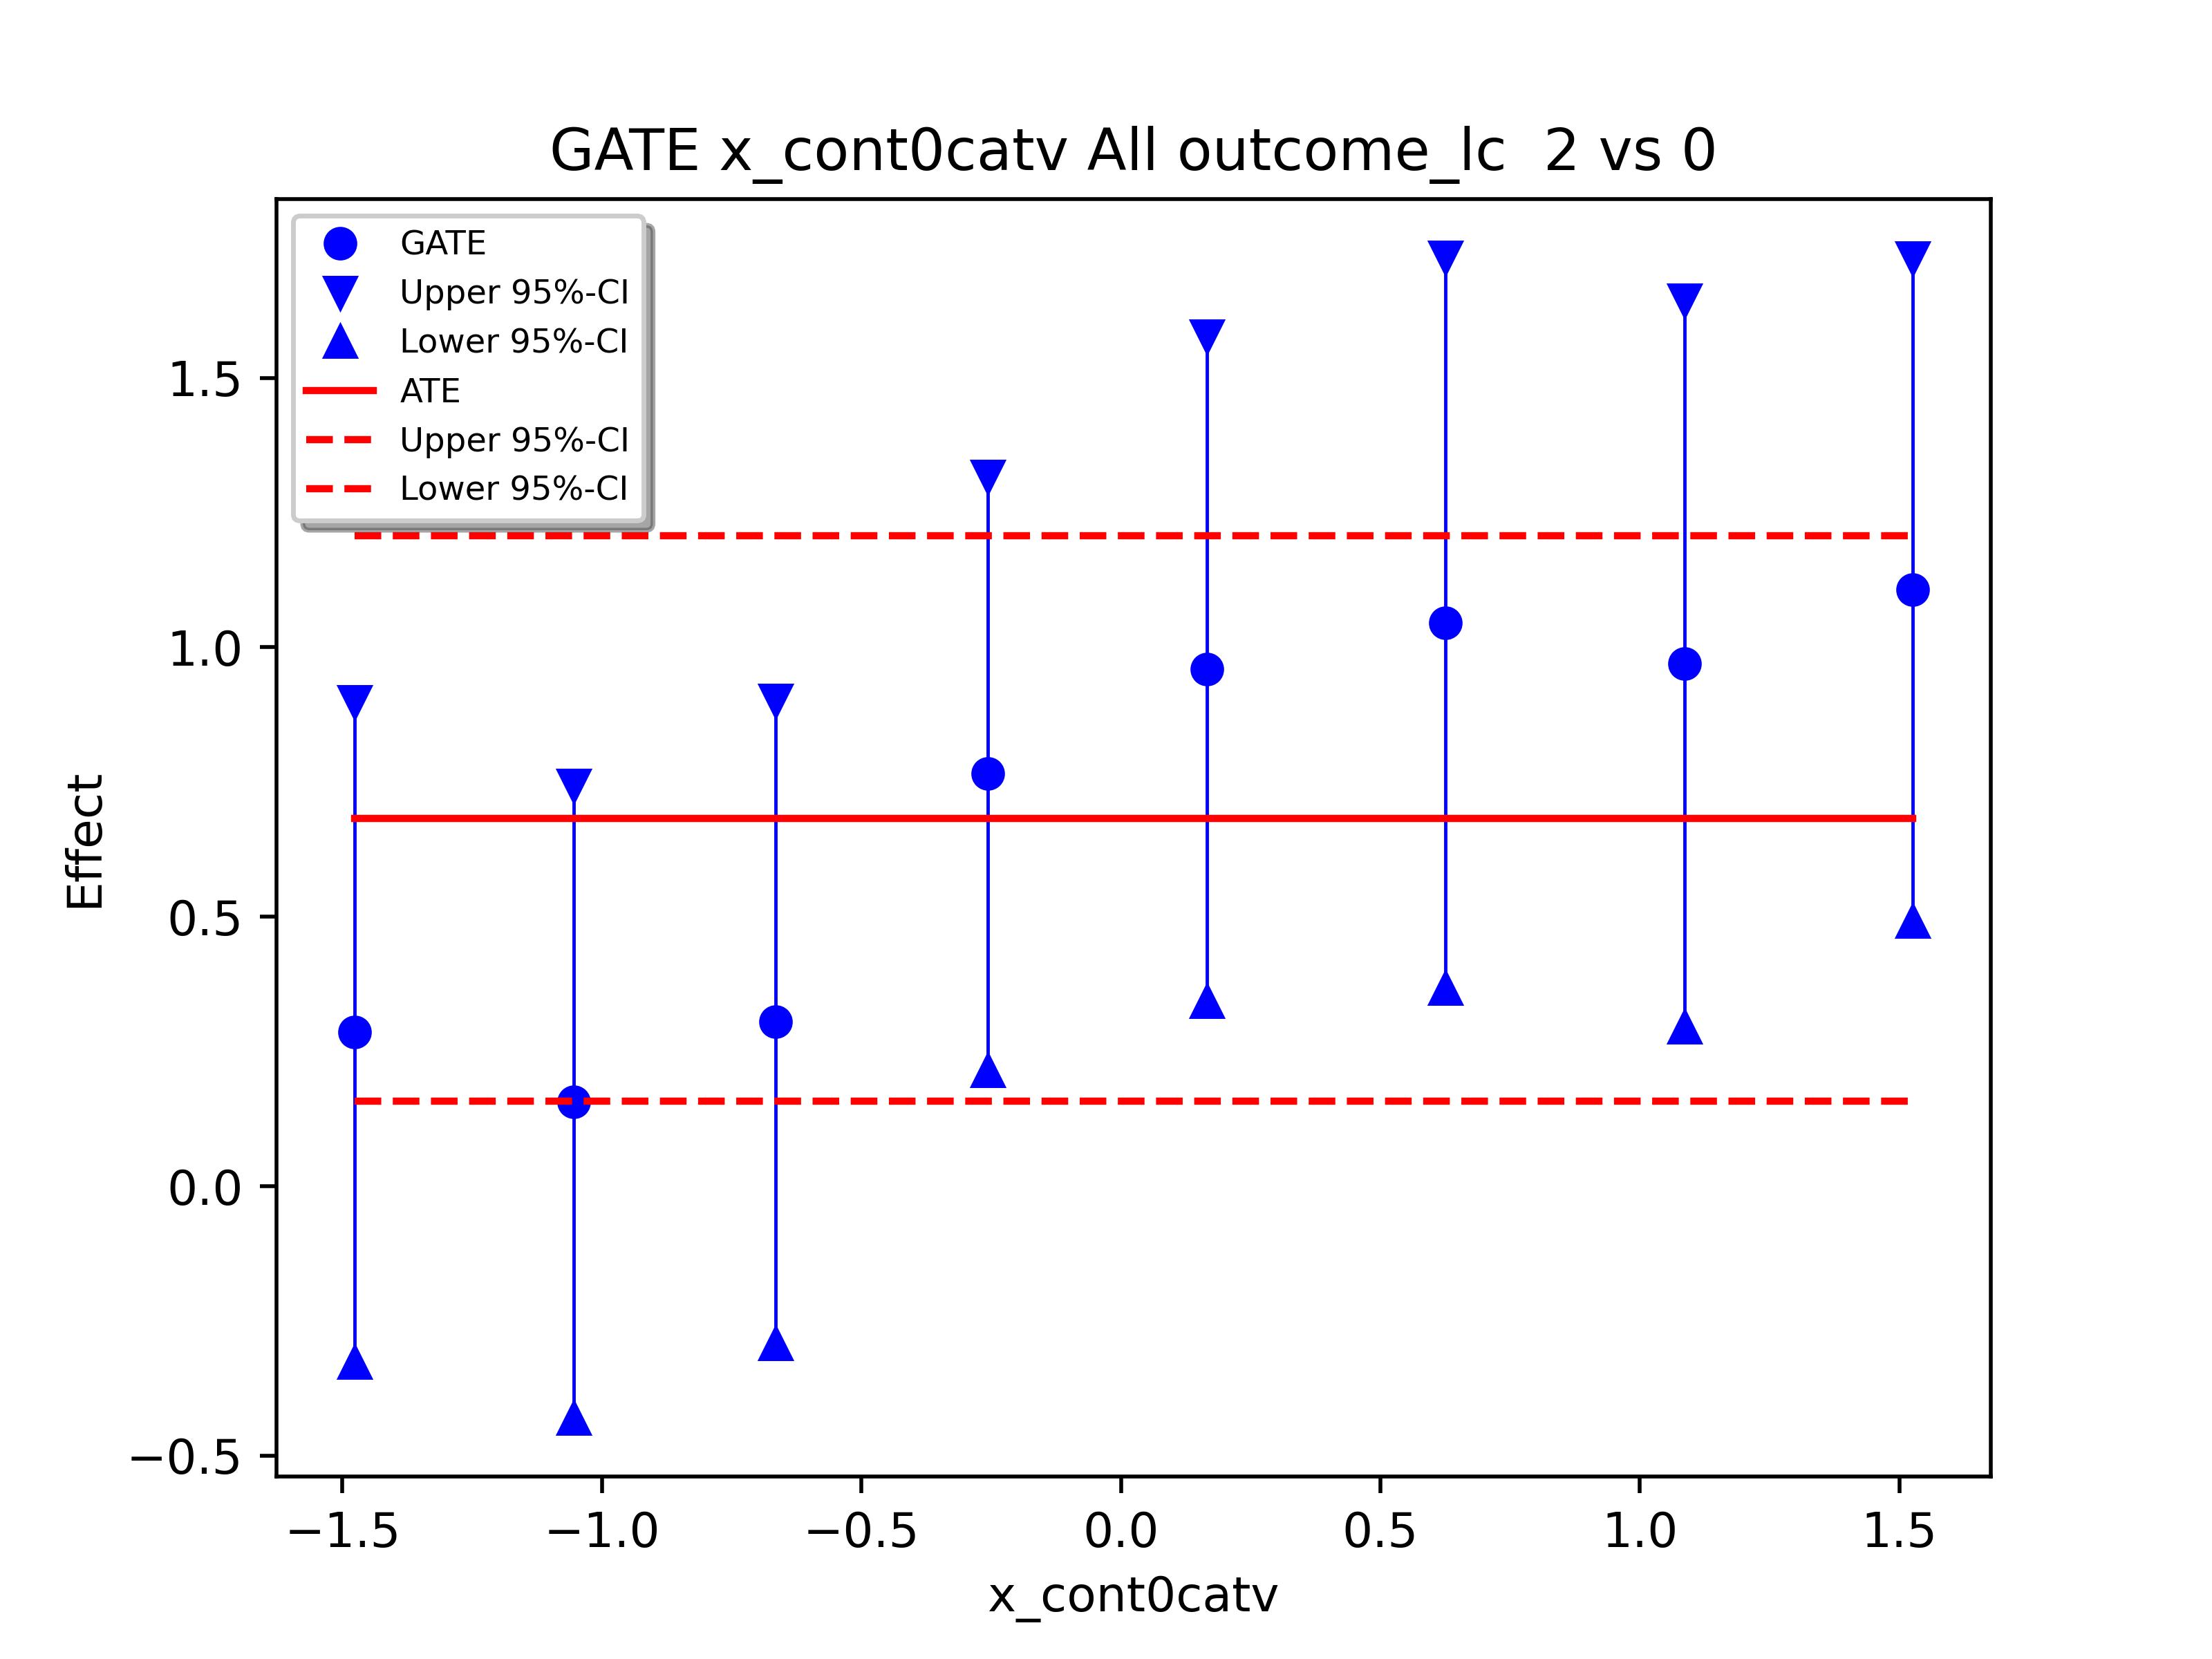 GATE x_cont0catv All outcome_lc  2 vs 0
GATE
Upper 95%-CI
Lower 95%-CI
ATE
Upper 95%-CI
Lower 95%-CI
1.5
1.0
0.5
0.0
−0.5
Effect
−1.5 −1.0 −0.5 0.0 0.5 1.0 1.5
x_cont0catv